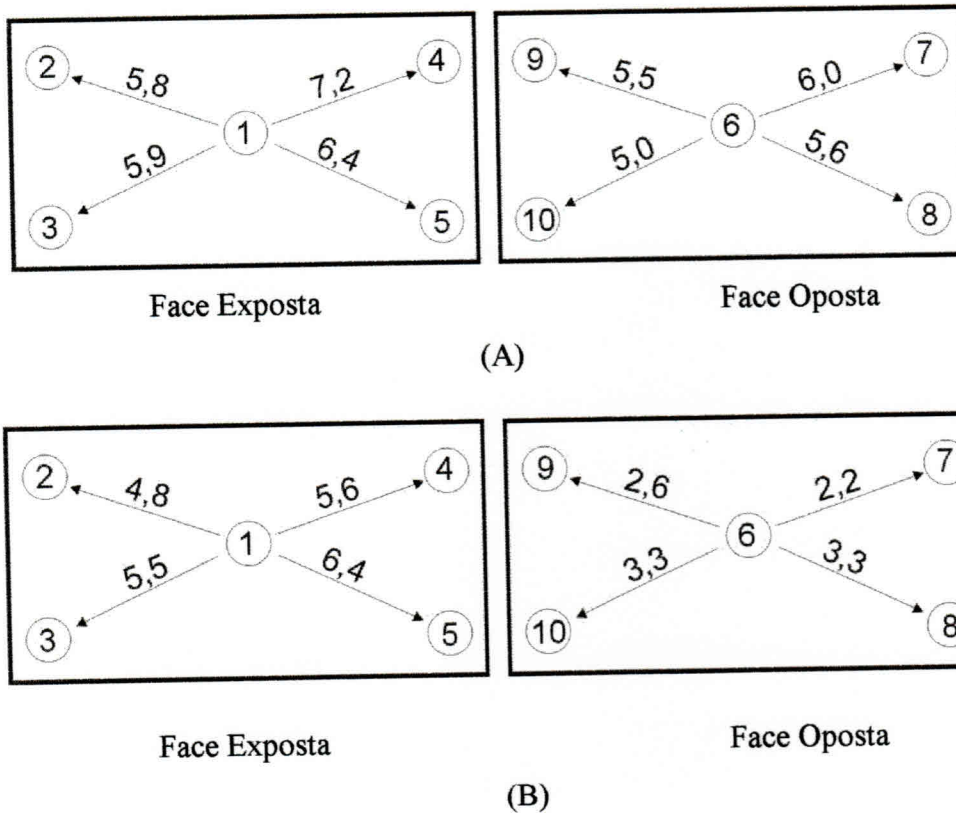 2 5,8 7,2 4
1
5,9 6,4
3 5
9 5,5 6,0 7
6
5,0 5,6
10 8
Face Exposta
Face Oposta
(A)
2 4,8 5,6 4
1
5,5 6,4
3 5
9 2,6 2,2 7
6
3,3 3,3
10 8
Face Exposta
Face Oposta
(B)